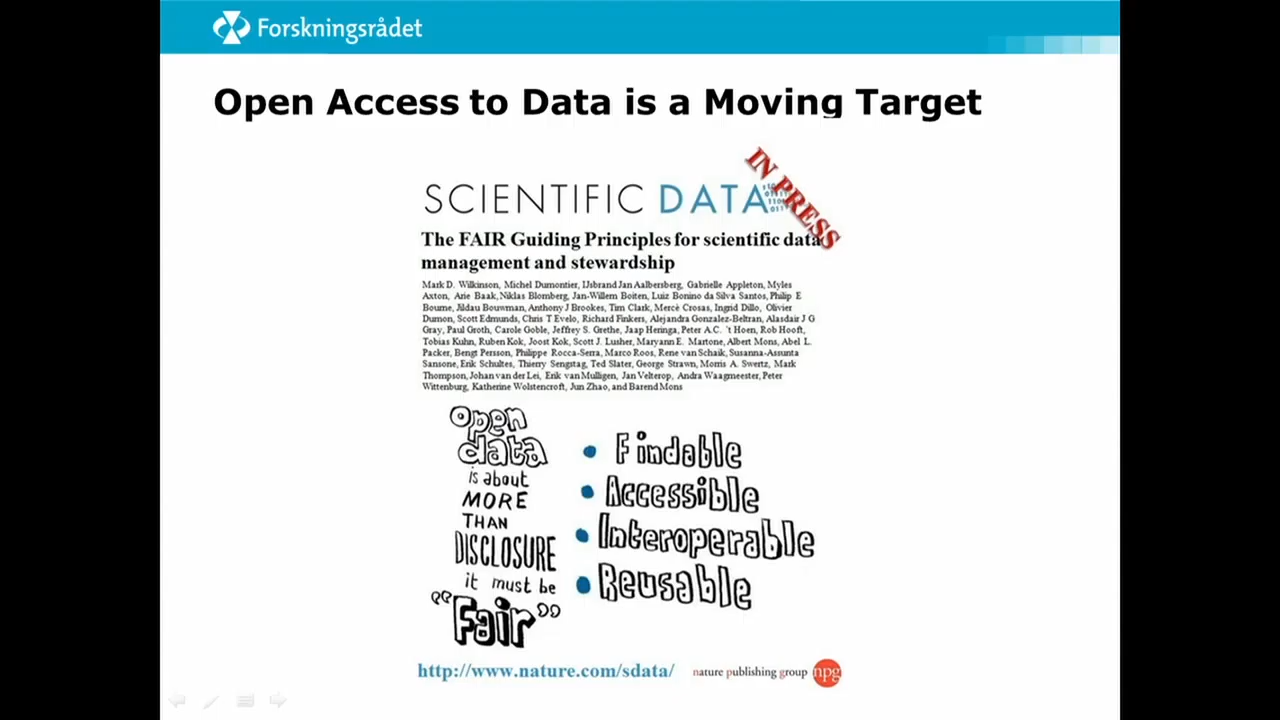 Forskningsrådet
Open Access to Data is a Moving Target
SCIENTIFIC DATA
IN PRESS
The FAIR Guiding Principles for scientific data
management and stewardship
Mark D. Wilkinson, Michel Dumontier, IJsbrand Jan Aalbersberg, Gabrielle Appleton, Myles
Axton, Arie Baak, Niklas Blomberg, Jan-Willem Boiten, Luiz Bonino da Silva Santos, Philip E
Bourne, Jildau Bouwman, Anthony J Brookes, Tim Clark, Mercè Crosas, Ingrid Dillo, Olivier
Dumon, Scott Edmunds, Chris T Evelo, Richard Finkers, Alejandra Gonzalez-Beltran, Alasdair J G
Gray, Paul Groth, Carole Goble, Jeffrey S. Grethe, Jaap Heringa, Peter A.C. 't Hoen, Rob Hooft,
Tobias Kuhn, Ruben Kok, Joost Kok, Scott J. Lusher, Maryann E. Martone, Albert Mons, Abel L.
Packer, Bengt Persson, Philippe Rocca-Serra, Marco Roos, Rene van Schaik, Susanna-Assunta
Sansone, Erik Schultes, Thierry Sengstag, Ted Slater, George Strawn, Morris A. Swertz, Mark
Thompson, Johan van der Lei, Erik van Mulligen, Jan Velterop, Andra Waagmeester, Peter
Wittenburg, Katherine Wolstencroft, Jun Zhao, and Barend Mons
open
data
is about
MORE
THAN
DISCLOSURE
it must be
"Fair"
• Findable
• Accessible
• Interoperable
• Reusable
http://www.nature.com/sdata/
nature publishing group npg